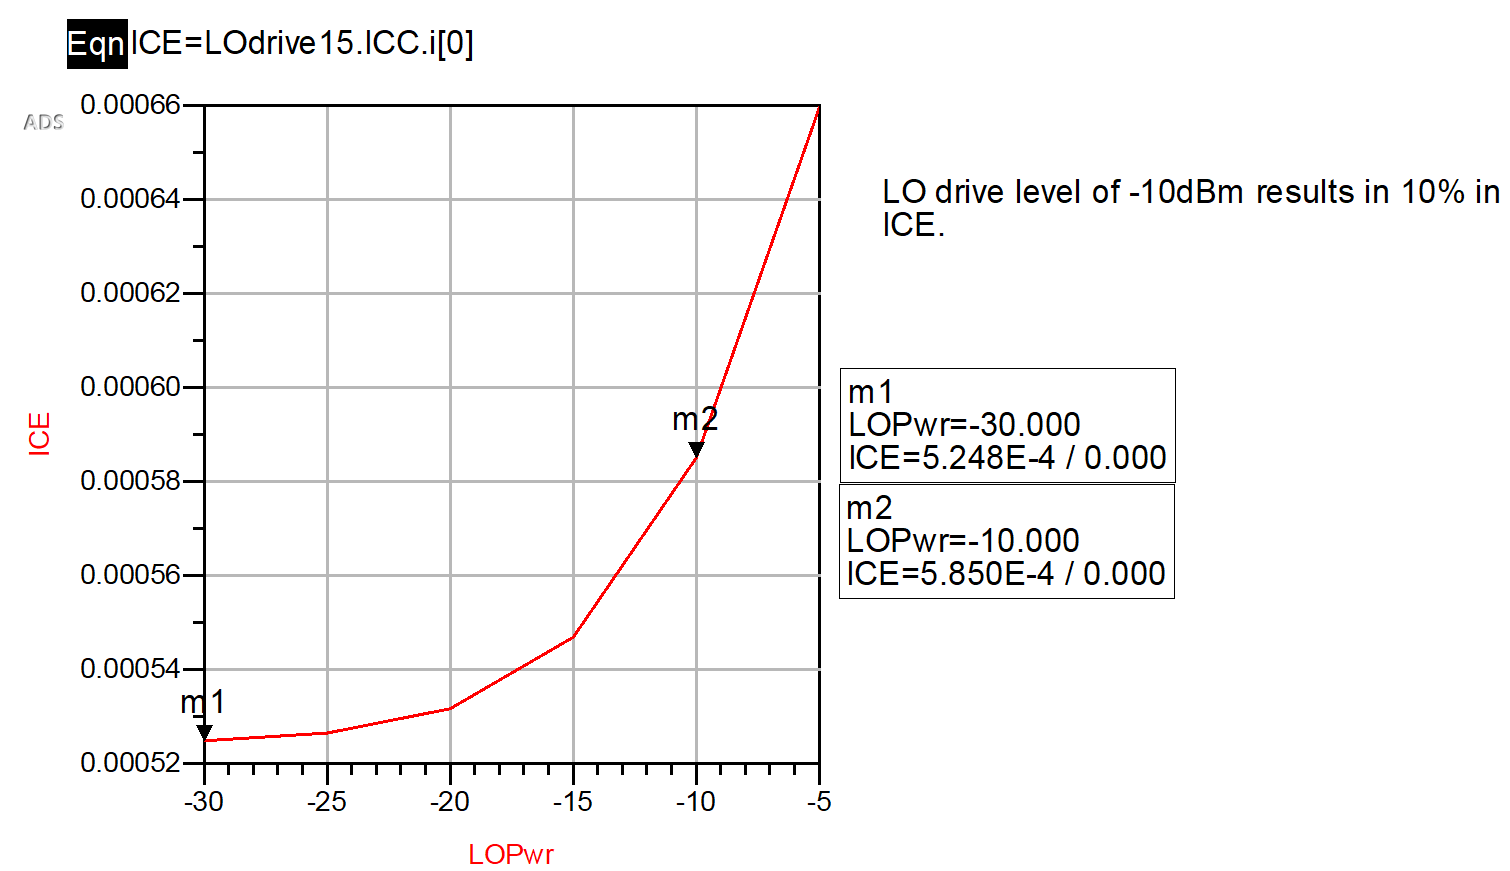 Eqn ICE=LOdrive15.ICC.i[0]
ADS
0.00066
0.00064
0.00062
0.00060
0.00058
0.00056
0.00054
0.00052
ICE
m1
m2
-30 -25 -20 -15 -10 -5
LOPwr
LO drive level of -10dBm results in 10% in
ICE.
m1
LOPwr=-30.000
ICE=5.248E-4 / 0.000
m2
LOPwr=-10.000
ICE=5.850E-4 / 0.000